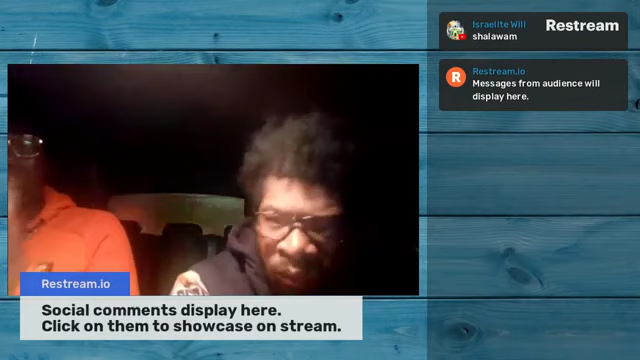 Israelite Will
shalawam
Restream
R
Restream.io
Messages from audience will
display here.
Restream.io
Social comments display here.
Click on them to showcase on stream.